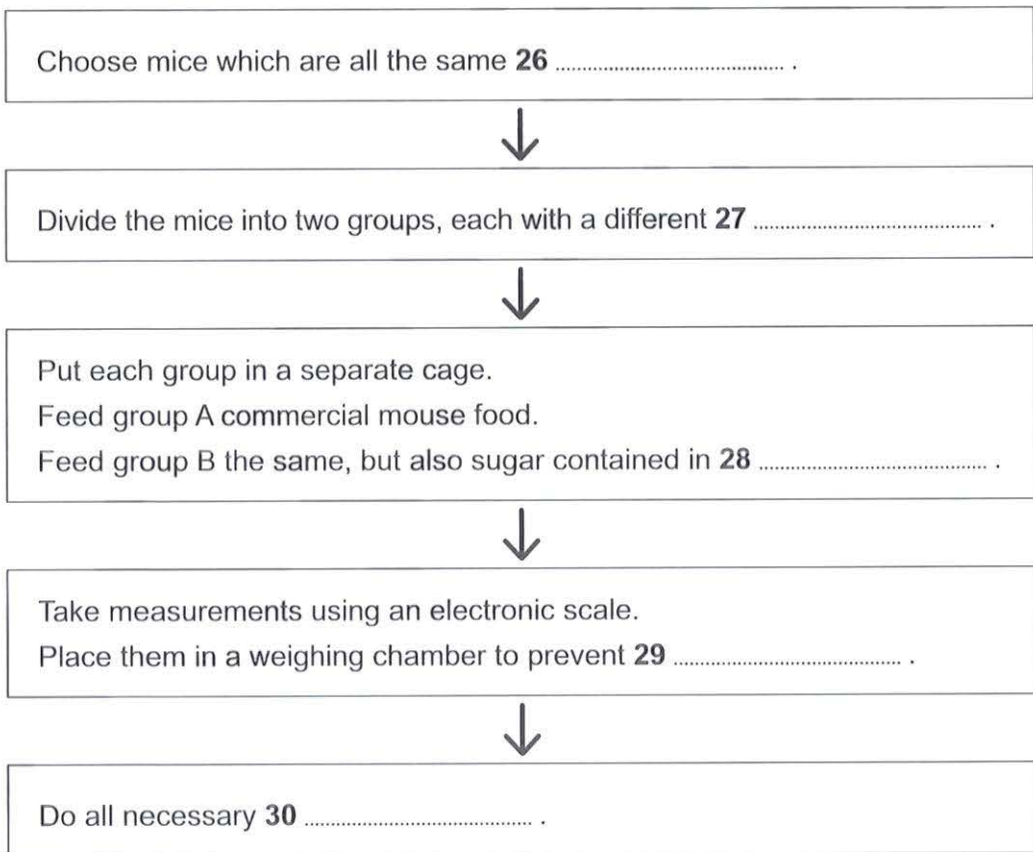 Choose mice which are all the same 26 ........................................ .
Divide the mice into two groups, each with a different 27 ........................................ .
Put each group in a separate cage.
Feed group A commercial mouse food.
Feed group B the same, but also sugar contained in 28 ........................................ .
Take measurements using an electronic scale.
Place them in a weighing chamber to prevent 29 ........................................ .
Do all necessary 30 ........................................ .